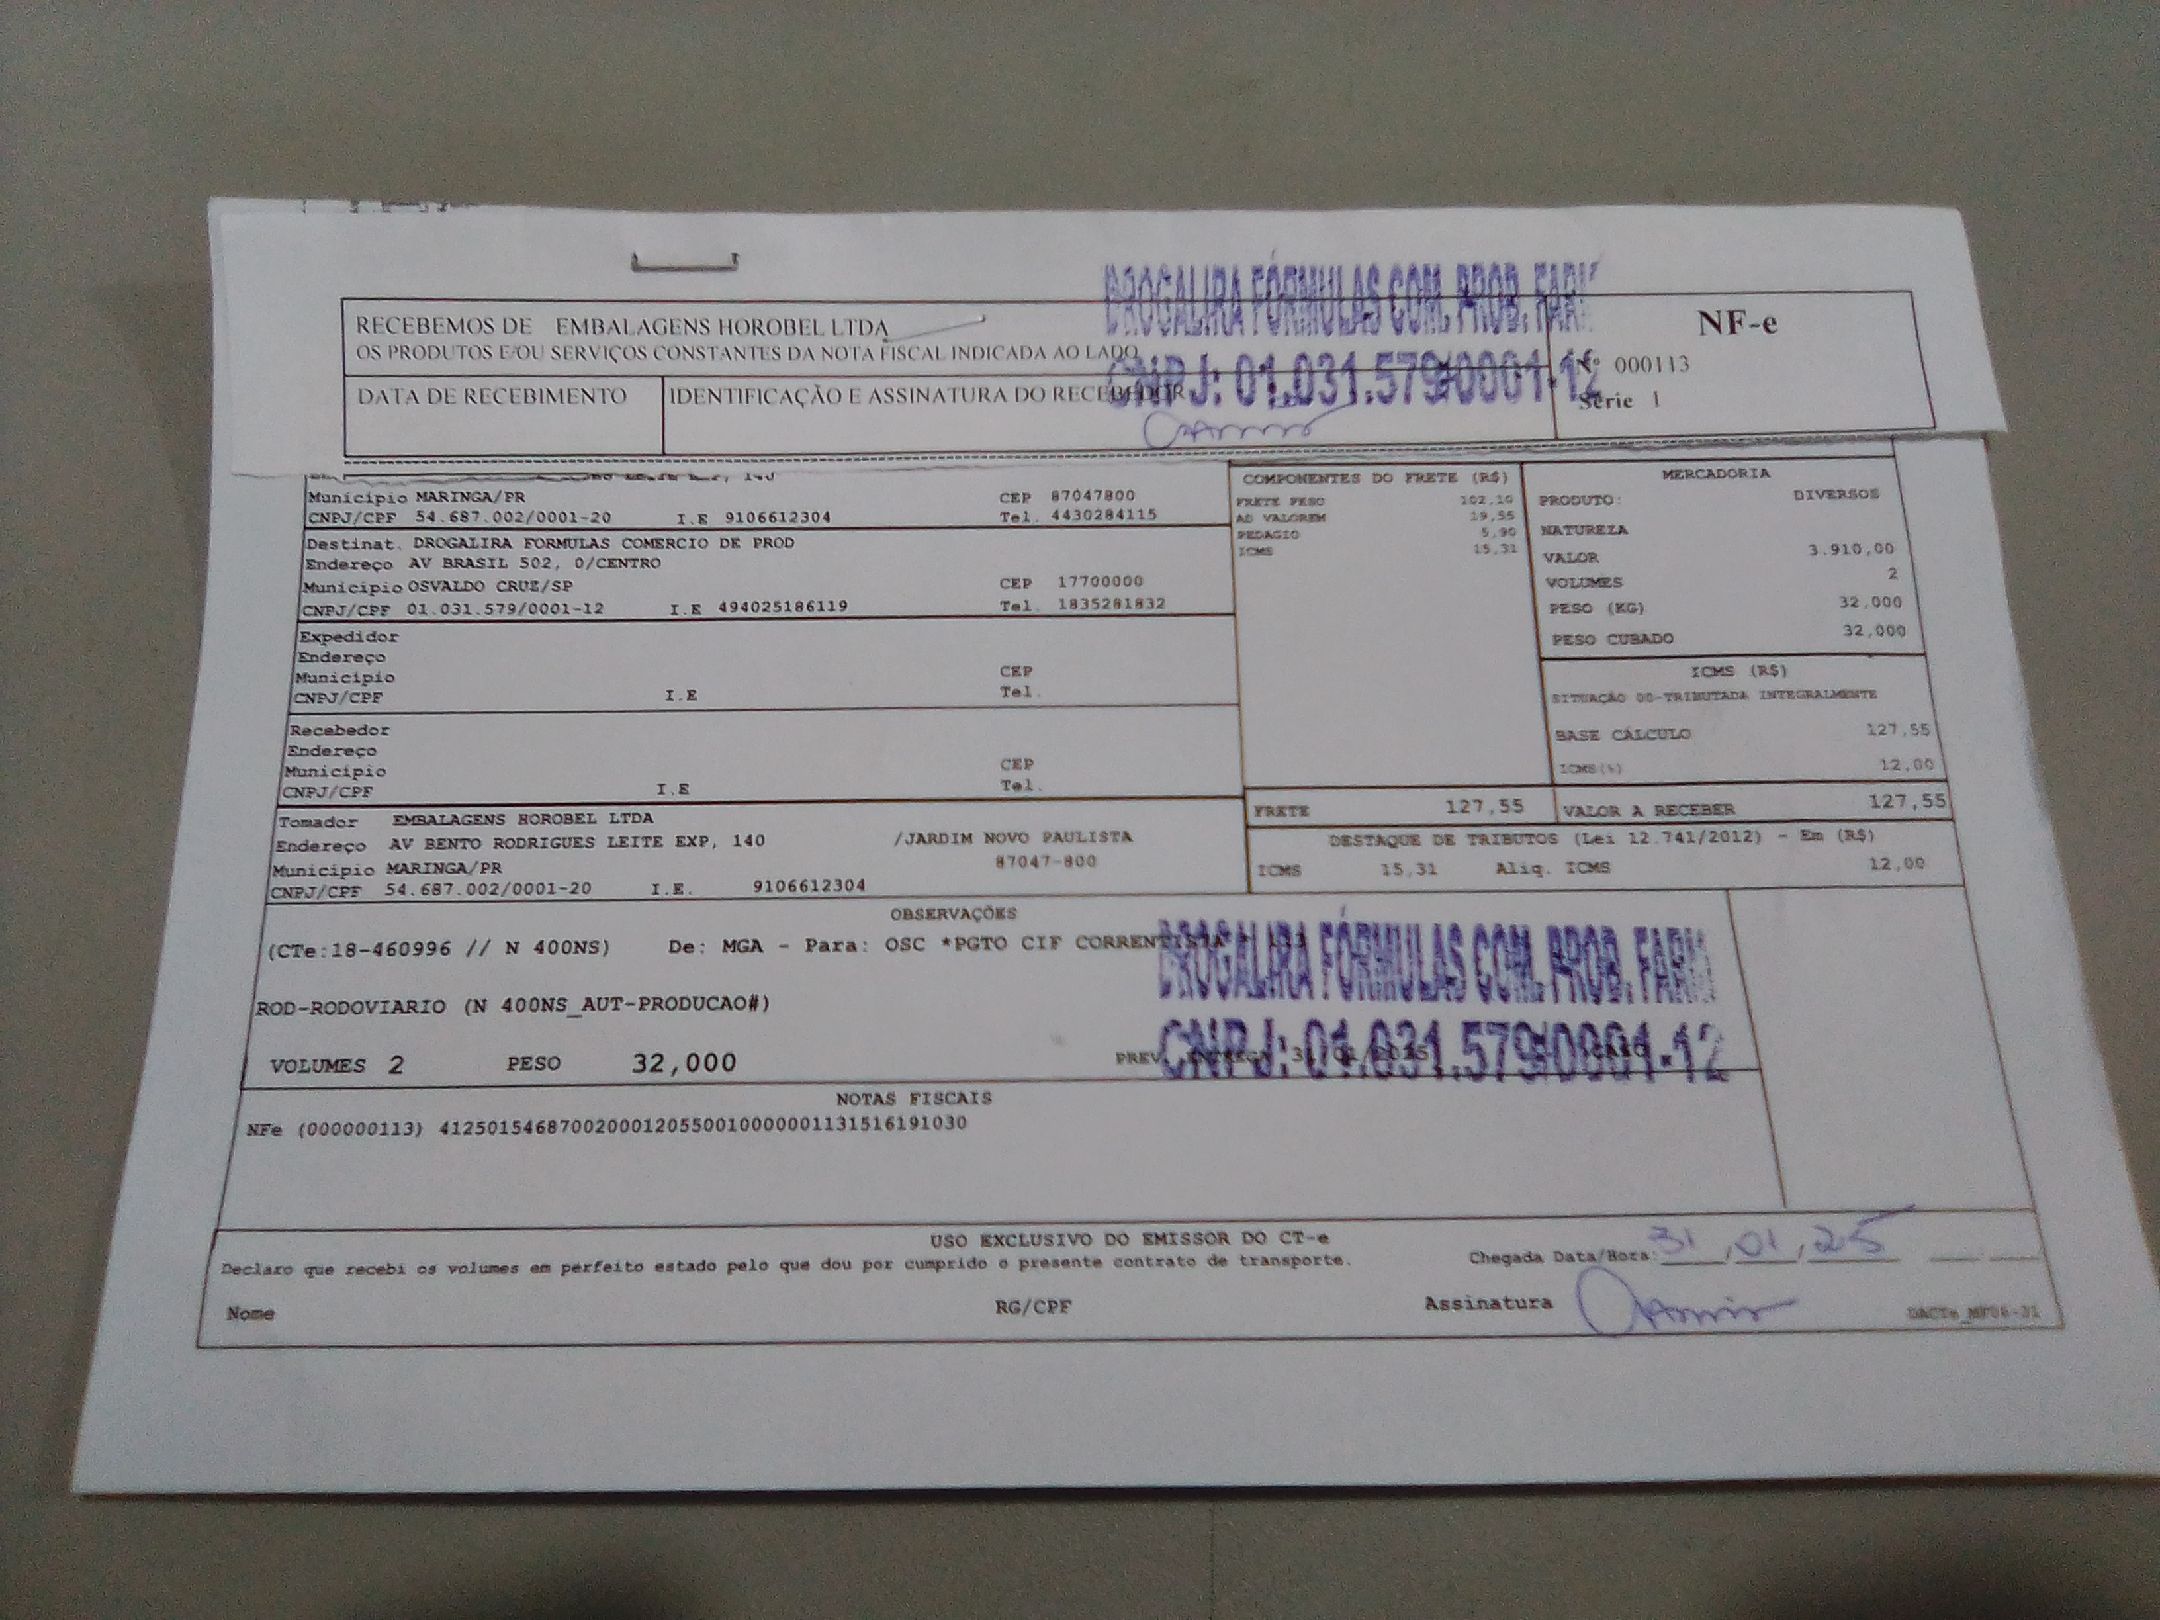 RECEBEMOS DE EMBALAGENS HOROBEL LTDA
OS PRODUTOS E/OU SERVIÇOS CONSTANTES DA NOTA FISCAL INDICADA AO LADO
DATA DE RECEBIMENTO
IDENTIFICAÇÃO E ASSINATURA DO RECEBEDOR
DROGALIRA FÓRMULAS COM. PROD. FARM
CNPJ: 01.031.579/0001-12
NF-e
Nº 000113
Série 1
Município MARINGA/PR CEP 87047800
CNPJ/CPF 54.687.002/0001-20 I.E 9106612304 Tel. 4430284115
Destinat. DROGALIRA FORMULAS COMERCIO DE PROD
Endereço AV BRASIL 502, 0/CENTRO
Município OSVALDO CRUZ/SP CEP 17700000
CNPJ/CPF 01.031.579/0001-12 I.E 494025186119 Tel. 1835281832
Expedidor
Endereço
Município CEP
CNPJ/CPF I.E Tel.
Recebedor
Endereço
Município CEP
CNPJ/CPF I.E Tel.
Tomador EMBALAGENS HOROBEL LTDA
Endereço AV BENTO RODRIGUES LEITE EXP, 140 /JARDIM NOVO PAULISTA
Município MARINGA/PR 87047-800
CNPJ/CPF 54.687.002/0001-20 I.E. 9106612304
COMPONENTES DO FRETE (R$)
FRETE PESO 102,10
AD VALOREM 19,55
PEDAGIO 5,90
ICMS 15,31
MERCADORIA
PRODUTO: DIVERSOS
NATUREZA
VALOR 3.910,00
VOLUMES 2
PESO (KG) 32,000
PESO CUBADO 32,000
ICMS (R$)
SITUAÇÃO 00-TRIBUTADA INTEGRALMENTE
BASE CÁLCULO 127,55
ICMS(%) 12,00
FRETE 127,55 VALOR A RECEBER 127,55
DESTAQUE DE TRIBUTOS (Lei 12.741/2012) - Em (R$)
ICMS 15,31 Aliq. ICMS 12,00
OBSERVAÇÕES
(CTe:18-460996 // N 400NS) De: MGA - Para: OSC *PGTO CIF CORRENTISTA
ROD-RODOVIARIO (N 400NS_AUT-PRODUCAO#)
DROGALIRA FÓRMULAS COM. PROD. FARM
CNPJ: 01.031.579/0001-12
VOLUMES 2 PESO 32,000 PREV. ENTREGA
NOTAS FISCAIS
NFe (000000113) 41250154687002000120550010000001131516191030
USO EXCLUSIVO DO EMISSOR DO CT-e
Declaro que recebi os volumes em perfeito estado pelo que dou por cumprido o presente contrato de transporte.
Chegada Data/Hora: 31,01,25
Nome RG/CPF Assinatura